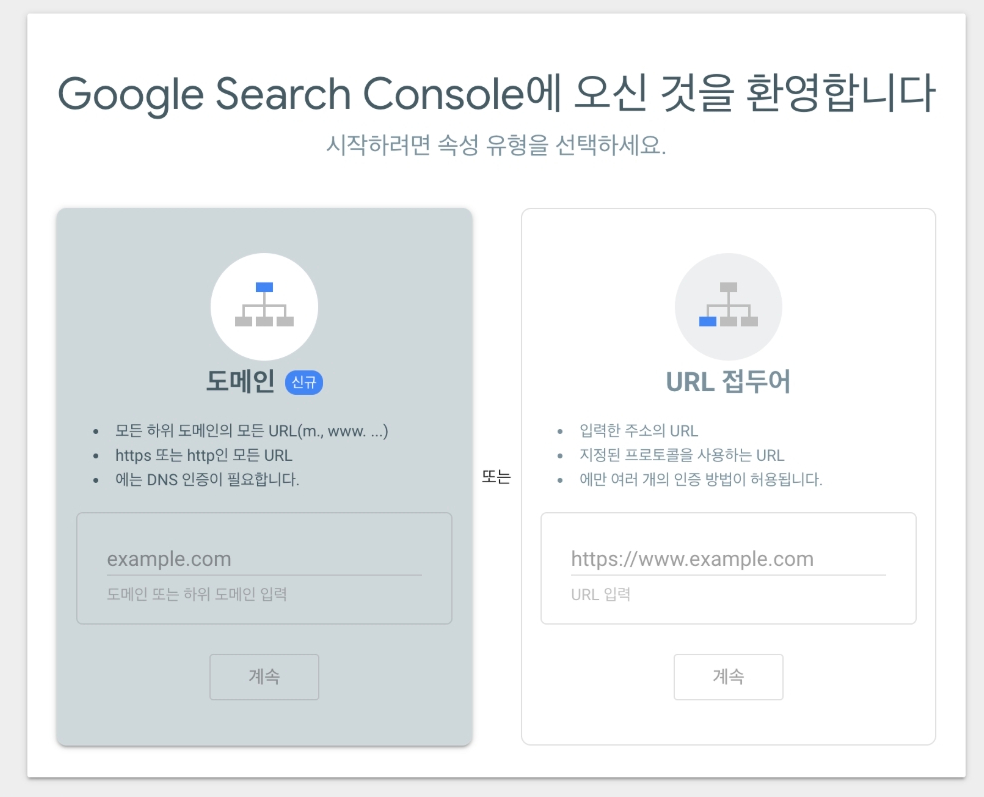 Google Search Console에 오신 것을 환영합니다
시작하려면 속성 유형을 선택하세요.
도메인 신규
모든 하위 도메인의 모든 URL(m., www. ...)
https 또는 http인 모든 URL
에는 DNS 인증이 필요합니다.
example.com
도메인 또는 하위 도메인 입력
계속
또는
URL 접두어
입력한 주소의 URL
지정된 프로토콜을 사용하는 URL
에만 여러 개의 인증 방법이 허용됩니다.
https://www.example.com
URL 입력
계속